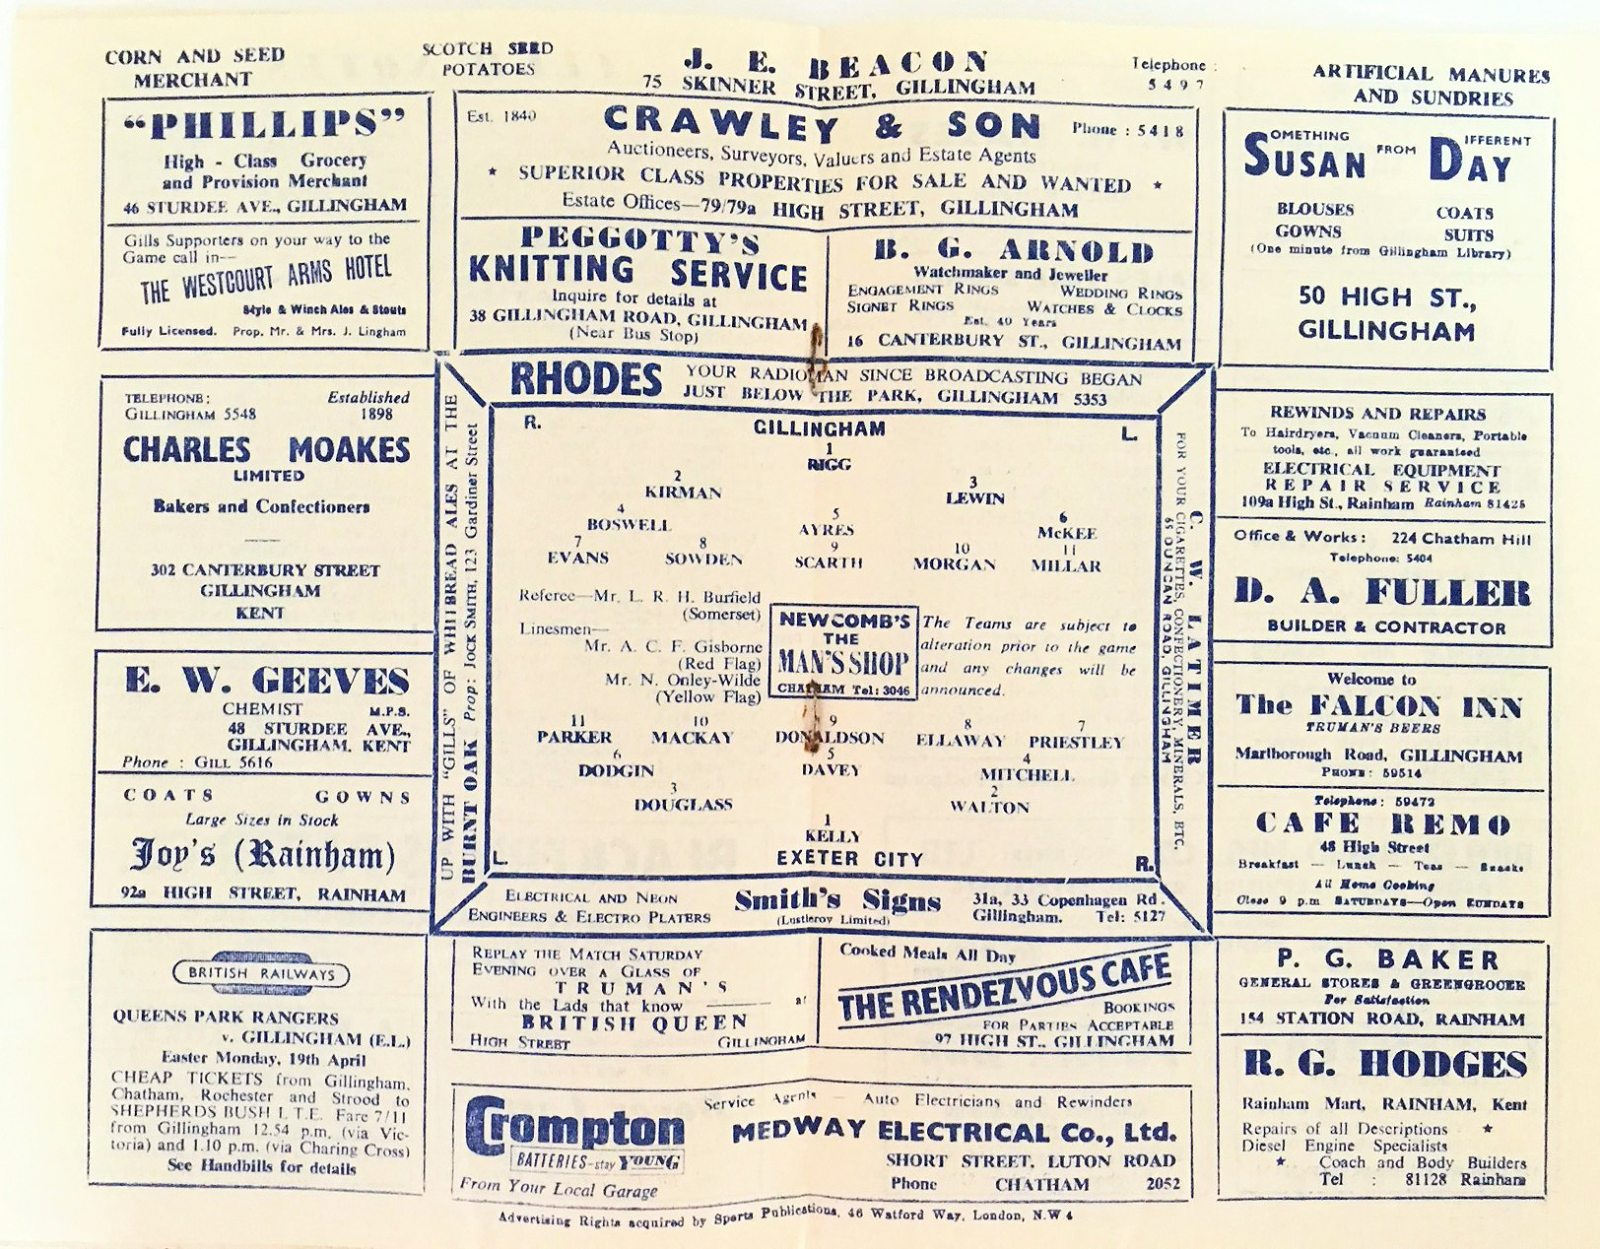 CORN AND SEED
MERCHANT
SCOTCH SEED
POTATOES
J. E. BEACON
75 SKINNER STREET, GILLINGHAM
Telephone :
5497
ARTIFICIAL MANURES
AND SUNDRIES
"PHILLIPS"
High - Class Grocery
and Provision Merchant
46 STURDEE AVE., GILLINGHAM
Gills Supporters on your way to the
Game call in—
THE WESTCOURT ARMS HOTEL
Style & Winch Ales & Stouts
Fully Licensed. Prop. Mr. & Mrs. J. Lingham
Est. 1840
CRAWLEY & SON
Phone : 5418
Auctioneers, Surveyors, Valuers and Estate Agents
* SUPERIOR CLASS PROPERTIES FOR SALE AND WANTED *
Estate Offices—79/79a HIGH STREET, GILLINGHAM
PEGGOTTY'S
KNITTING SERVICE
Inquire for details at
38 GILLINGHAM ROAD, GILLINGHAM
(Near Bus Stop)
B. G. ARNOLD
Watchmaker and Jeweller
ENGAGEMENT RINGS WEDDING RINGS
SIGNET RINGS WATCHES & CLOCKS
Est. 40 Years
16 CANTERBURY ST., GILLINGHAM
SOMETHING DIFFERENT
SUSAN FROM DAY
BLOUSES COATS
GOWNS SUITS
(One minute from Gillingham Library)
50 HIGH ST.,
GILLINGHAM
TELEPHONE: Established
GILLINGHAM 5548 1898
CHARLES MOAKES
LIMITED
Bakers and Confectioners
302 CANTERBURY STREET
GILLINGHAM
KENT
E. W. GEEVES
CHEMIST M.P.S.
48 STURDEE AVE.,
GILLINGHAM, KENT
Phone : GILL 5616
COATS GOWNS
Large Sizes in Stock
Joy's (Rainham)
92a HIGH STREET, RAINHAM
UP WITH "GILLS" OF WHITBREAD ALES AT THE
BURNT OAK Prop: JOCK SMITH, 123 Gardiner Street
RHODES YOUR RADIOMAN SINCE BROADCASTING BEGAN
JUST BELOW THE PARK, GILLINGHAM 5353
R. GILLINGHAM L.
1
RIGG
2 3
KIRMAN LEWIN
4 5 6
BOSWELL AYRES McKEE
7 8 9 10 11
EVANS SOWDEN SCARTH MORGAN MILLAR
Referee—Mr. L. R. H. Burfield
(Somerset)
Linesmen—
Mr. A. C. F. Gisborne
(Red Flag)
Mr. N. Onley-Wilde
(Yellow Flag)
NEWCOMB'S
THE
MAN'S SHOP
CHATHAM Tel: 3046
The Teams are subject to
alteration prior to the game
and any changes will be
announced.
11 10 9 8 7
PARKER MACKAY DONALDSON ELLAWAY PRIESTLEY
6 5 4
DODGIN DAVEY MITCHELL
3 2
DOUGLASS WALTON
1
KELLY
L. EXETER CITY R.
C. W. LATIMER
FOR YOUR CIGARETTES, CONFECTIONERY, MINERALS, ETC.
65 DUNCAN ROAD, GILLINGHAM
ELECTRICAL AND NEON
ENGINEERS & ELECTRO PLATERS
Smith's Signs
(Lustleroy Limited)
31a, 33 Copenhagen Rd.
Gillingham. Tel: 5127
REWINDS AND REPAIRS
To Hairdryers, Vacuum Cleaners, Portable
tools, etc., all work guaranteed
ELECTRICAL EQUIPMENT
REPAIR SERVICE
109a High St., Rainham Rainham 81425
Office & Works: 224 Chatham Hill
Telephone: 5404
D. A. FULLER
BUILDER & CONTRACTOR
Welcome to
The FALCON INN
TRUMAN'S BEERS
Marlborough Road, GILLINGHAM
PHONE: 59514
Telephone: 59472
CAFE REMO
48 High Street
Breakfast — Lunch — Teas — Snacks
All Home Cooking
Close 9 p.m SATURDAYS—Open SUNDAYS
BRITISH RAILWAYS
QUEENS PARK RANGERS
v. GILLINGHAM (E.L.)
Easter Monday, 19th April
CHEAP TICKETS from Gillingham,
Chatham, Rochester and Strood to
SHEPHERDS BUSH L.T.E. Fare 7/11
from Gillingham 12.54 p.m. (via Vic-
toria) and 1.10 p.m. (via Charing Cross)
See Handbills for details
REPLAY THE MATCH SATURDAY
EVENING OVER A GLASS OF
TRUMAN'S
With the Lads that know ——— at
BRITISH QUEEN
HIGH STREET GILLINGHAM
Cooked Meals All Day
THE RENDEZVOUS CAFE
BOOKINGS
FOR PARTIES ACCEPTABLE
97 HIGH ST., GILLINGHAM
Crompton
BATTERIES-stay YOUNG
From Your Local Garage
Service Agents — Auto Electricians and Rewinders
MEDWAY ELECTRICAL Co., Ltd.
SHORT STREET, LUTON ROAD
Phone CHATHAM 2052
P. G. BAKER
GENERAL STORES & GREENGROCER
For Satisfaction
154 STATION ROAD, RAINHAM
R. G. HODGES
Rainham Mart, RAINHAM, Kent
Repairs of all Descriptions *
Diesel Engine Specialists
* Coach and Body Builders
Tel : 81128 Rainham
Advertising Rights acquired by Sports Publications, 46 Watford Way, London, N.W 4